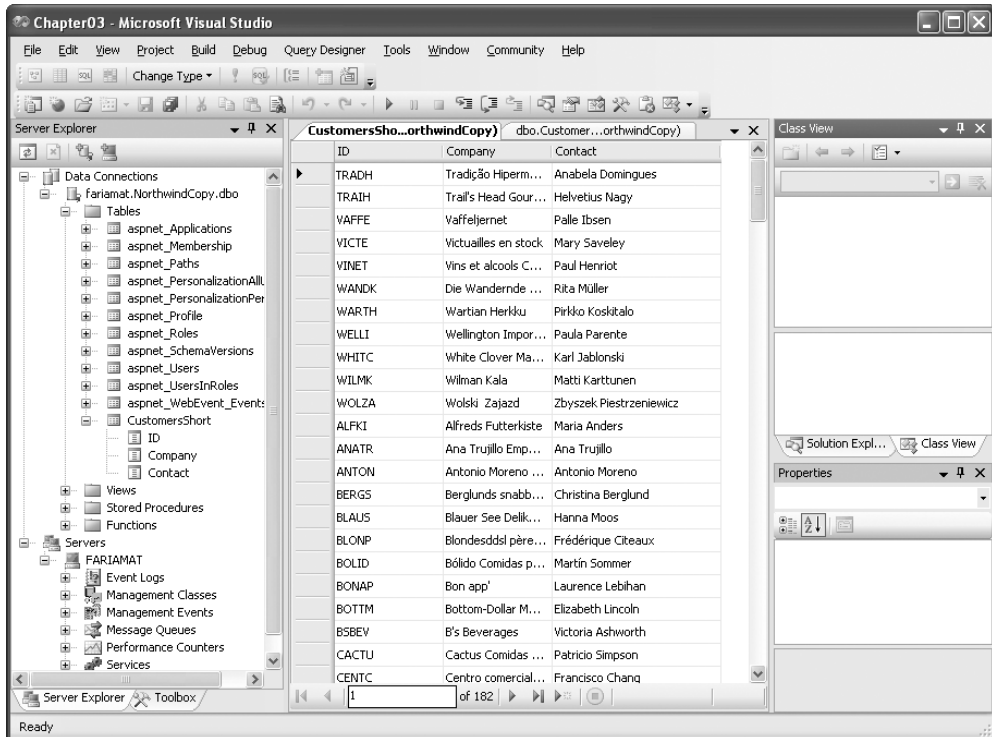 Chapter03 - Microsoft Visual Studio
File Edit View Project Build Debug Query Designer Tools Window Community Help
SQL Change Type
Server Explorer
Data Connections
fariamat.NorthwindCopy.dbo
Tables
aspnet_Applications
aspnet_Membership
aspnet_Paths
aspnet_PersonalizationAllU
aspnet_PersonalizationPer
aspnet_Profile
aspnet_Roles
aspnet_SchemaVersions
aspnet_Users
aspnet_UsersInRoles
aspnet_WebEvent_Events
CustomersShort
ID
Company
Contact
Views
Stored Procedures
Functions
Servers
FARIAMAT
Event Logs
Management Classes
Management Events
Message Queues
Performance Counters
Services
Server Explorer Toolbox
CustomersSho...orthwindCopy) dbo.Customer...orthwindCopy)
ID Company Contact
TRADH Tradição Hiperm... Anabela Domingues
TRAIH Trail's Head Gour... Helvetius Nagy
VAFFE Vaffeljernet Palle Ibsen
VICTE Victuailles en stock Mary Saveley
VINET Vins et alcools C... Paul Henriot
WANDK Die Wandernde ... Rita Müller
WARTH Wartian Herkku Pirkko Koskitalo
WELLI Wellington Impor... Paula Parente
WHITC White Clover Ma... Karl Jablonski
WILMK Wilman Kala Matti Karttunen
WOLZA Wolski Zajazd Zbyszek Piestrzeniewicz
ALFKI Alfreds Futterkiste Maria Anders
ANATR Ana Trujillo Emp... Ana Trujillo
ANTON Antonio Moreno ... Antonio Moreno
BERGS Berglunds snabb... Christina Berglund
BLAUS Blauer See Delik... Hanna Moos
BLONP Blondesddsl père... Frédérique Citeaux
BOLID Bólido Comidas p... Martín Sommer
BONAP Bon app' Laurence Lebihan
BOTTM Bottom-Dollar M... Elizabeth Lincoln
BSBEV B's Beverages Victoria Ashworth
CACTU Cactus Comidas ... Patricio Simpson
CENTC Centro comercial... Francisco Chang
1 of 182
Class View
Solution Expl... Class View
Properties
Ready